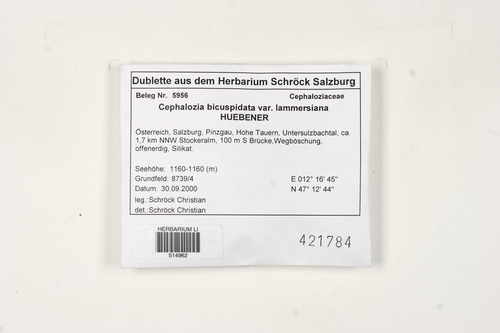 Dublette aus dem Herbarium Schröck Salzburg
Beleg Nr. 5956 Cephaloziaceae
Cephalozia bicuspidata var. lammersiana
HUEBENER
Österreich, Salzburg, Pinzgau, Hohe Tauern, Untersulzbachtal, ca.
1,7 km NNW Stockeralm, 100 m S Brücke,Wegböschung,
offenerdig, Silikat.
Seehöhe: 1160-1160 (m)
Grundfeld: 8739/4 E 012° 16' 45"
Datum: 30.09.2000 N 47° 12' 44"
leg.:Schröck Christian
det. Schröck Christian
HERBARIUM LI
514962
421784